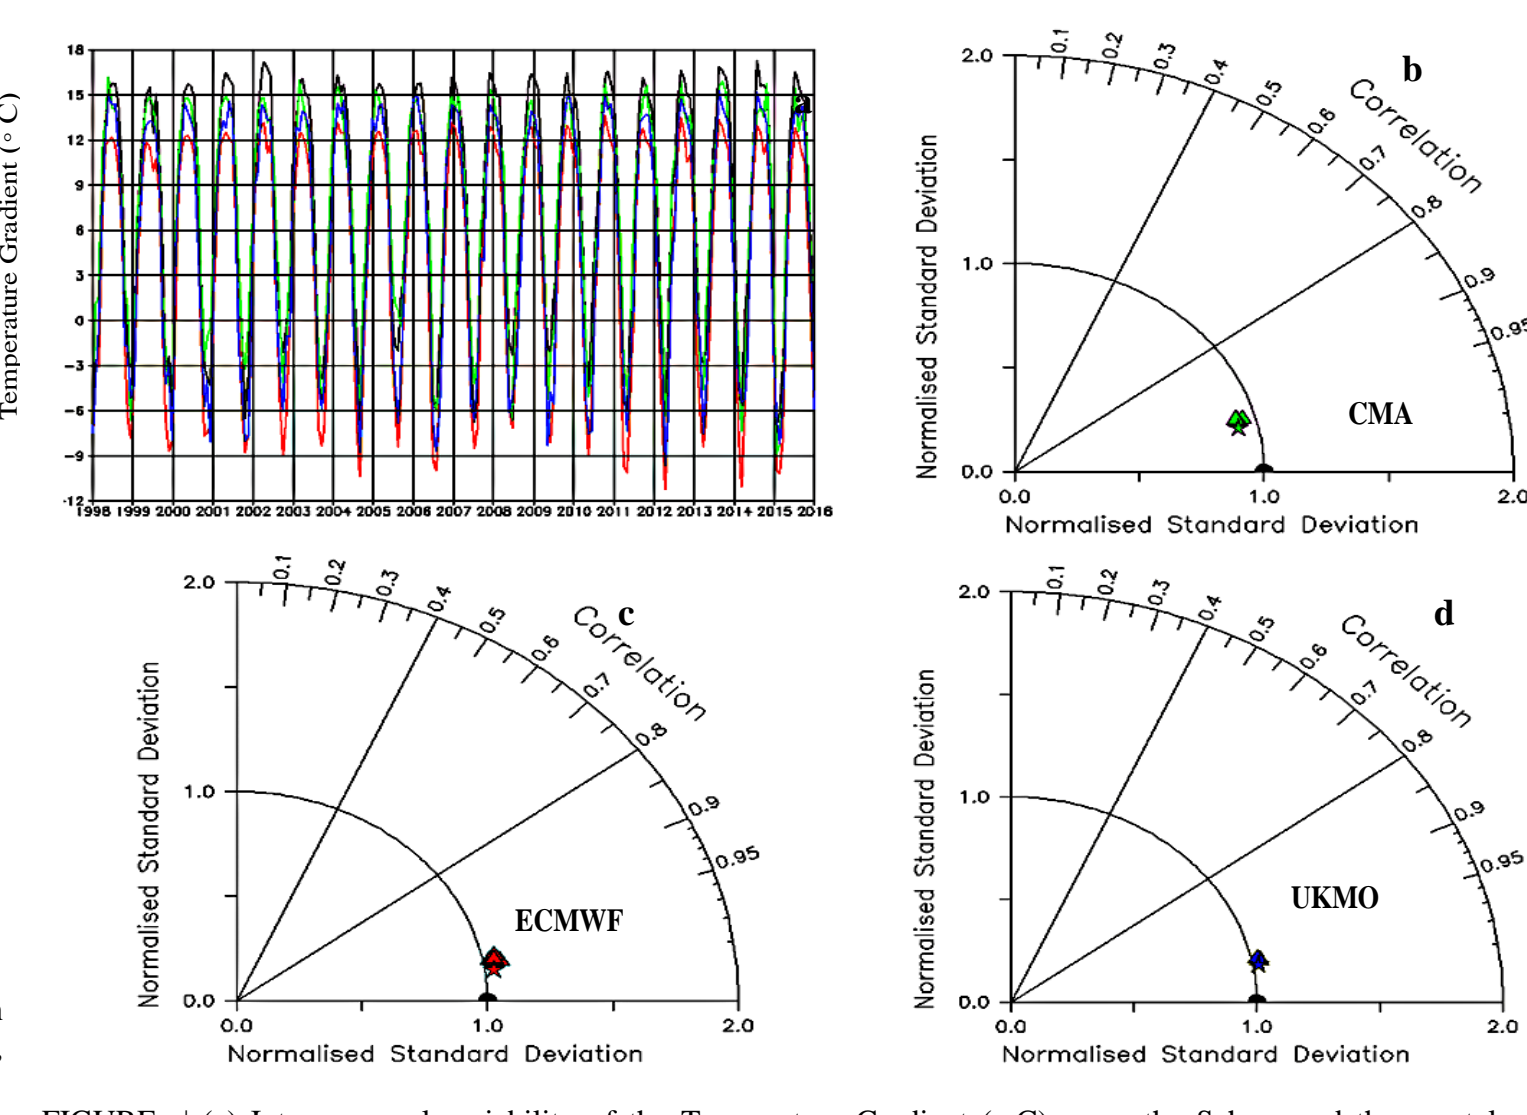 Temperature Gradient (° C)
18
15
12
9
6
3
0
-3
-6
-9
-12
1998 1999 2000 2001 2002 2003 2004 2005 2006 2007 2008 2009 2010 2011 2012 2013 2014 2015 2016
a
b
Normalised Standard Deviation
2.0
1.0
0.0
0.1 0.2 0.3 0.4 0.5 0.6 0.7 0.8 0.9 0.95
Correlation
CMA
0.0 1.0 2.0
Normalised Standard Deviation
c
Normalised Standard Deviation
2.0
1.0
0.0
0.1 0.2 0.3 0.4 0.5 0.6 0.7 0.8 0.9 0.95
Correlation
ECMWF
0.0 1.0 2.0
Normalised Standard Deviation
d
Normalised Standard Deviation
2.0
1.0
0.0
0.1 0.2 0.3 0.4 0.5 0.6 0.7 0.8 0.9 0.95
Correlation
UKMO
0.0 1.0 2.0
Normalised Standard Deviation